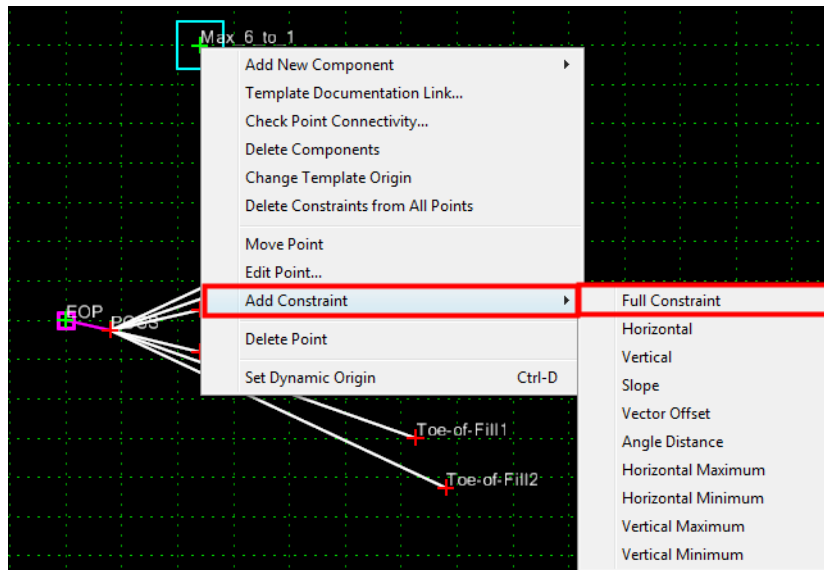 Max_6_to_1
Add New Component
Template Documentation Link...
Check Point Connectivity...
Delete Components
Change Template Origin
Delete Constraints from All Points
Move Point
Edit Point...
Add Constraint
Delete Point
Set Dynamic Origin Ctrl-D
Full Constraint
Horizontal
Vertical
Slope
Vector Offset
Angle Distance
Horizontal Maximum
Horizontal Minimum
Vertical Maximum
Vertical Minimum
EOP
Toe-of-Fill1
Toe-of-Fill2